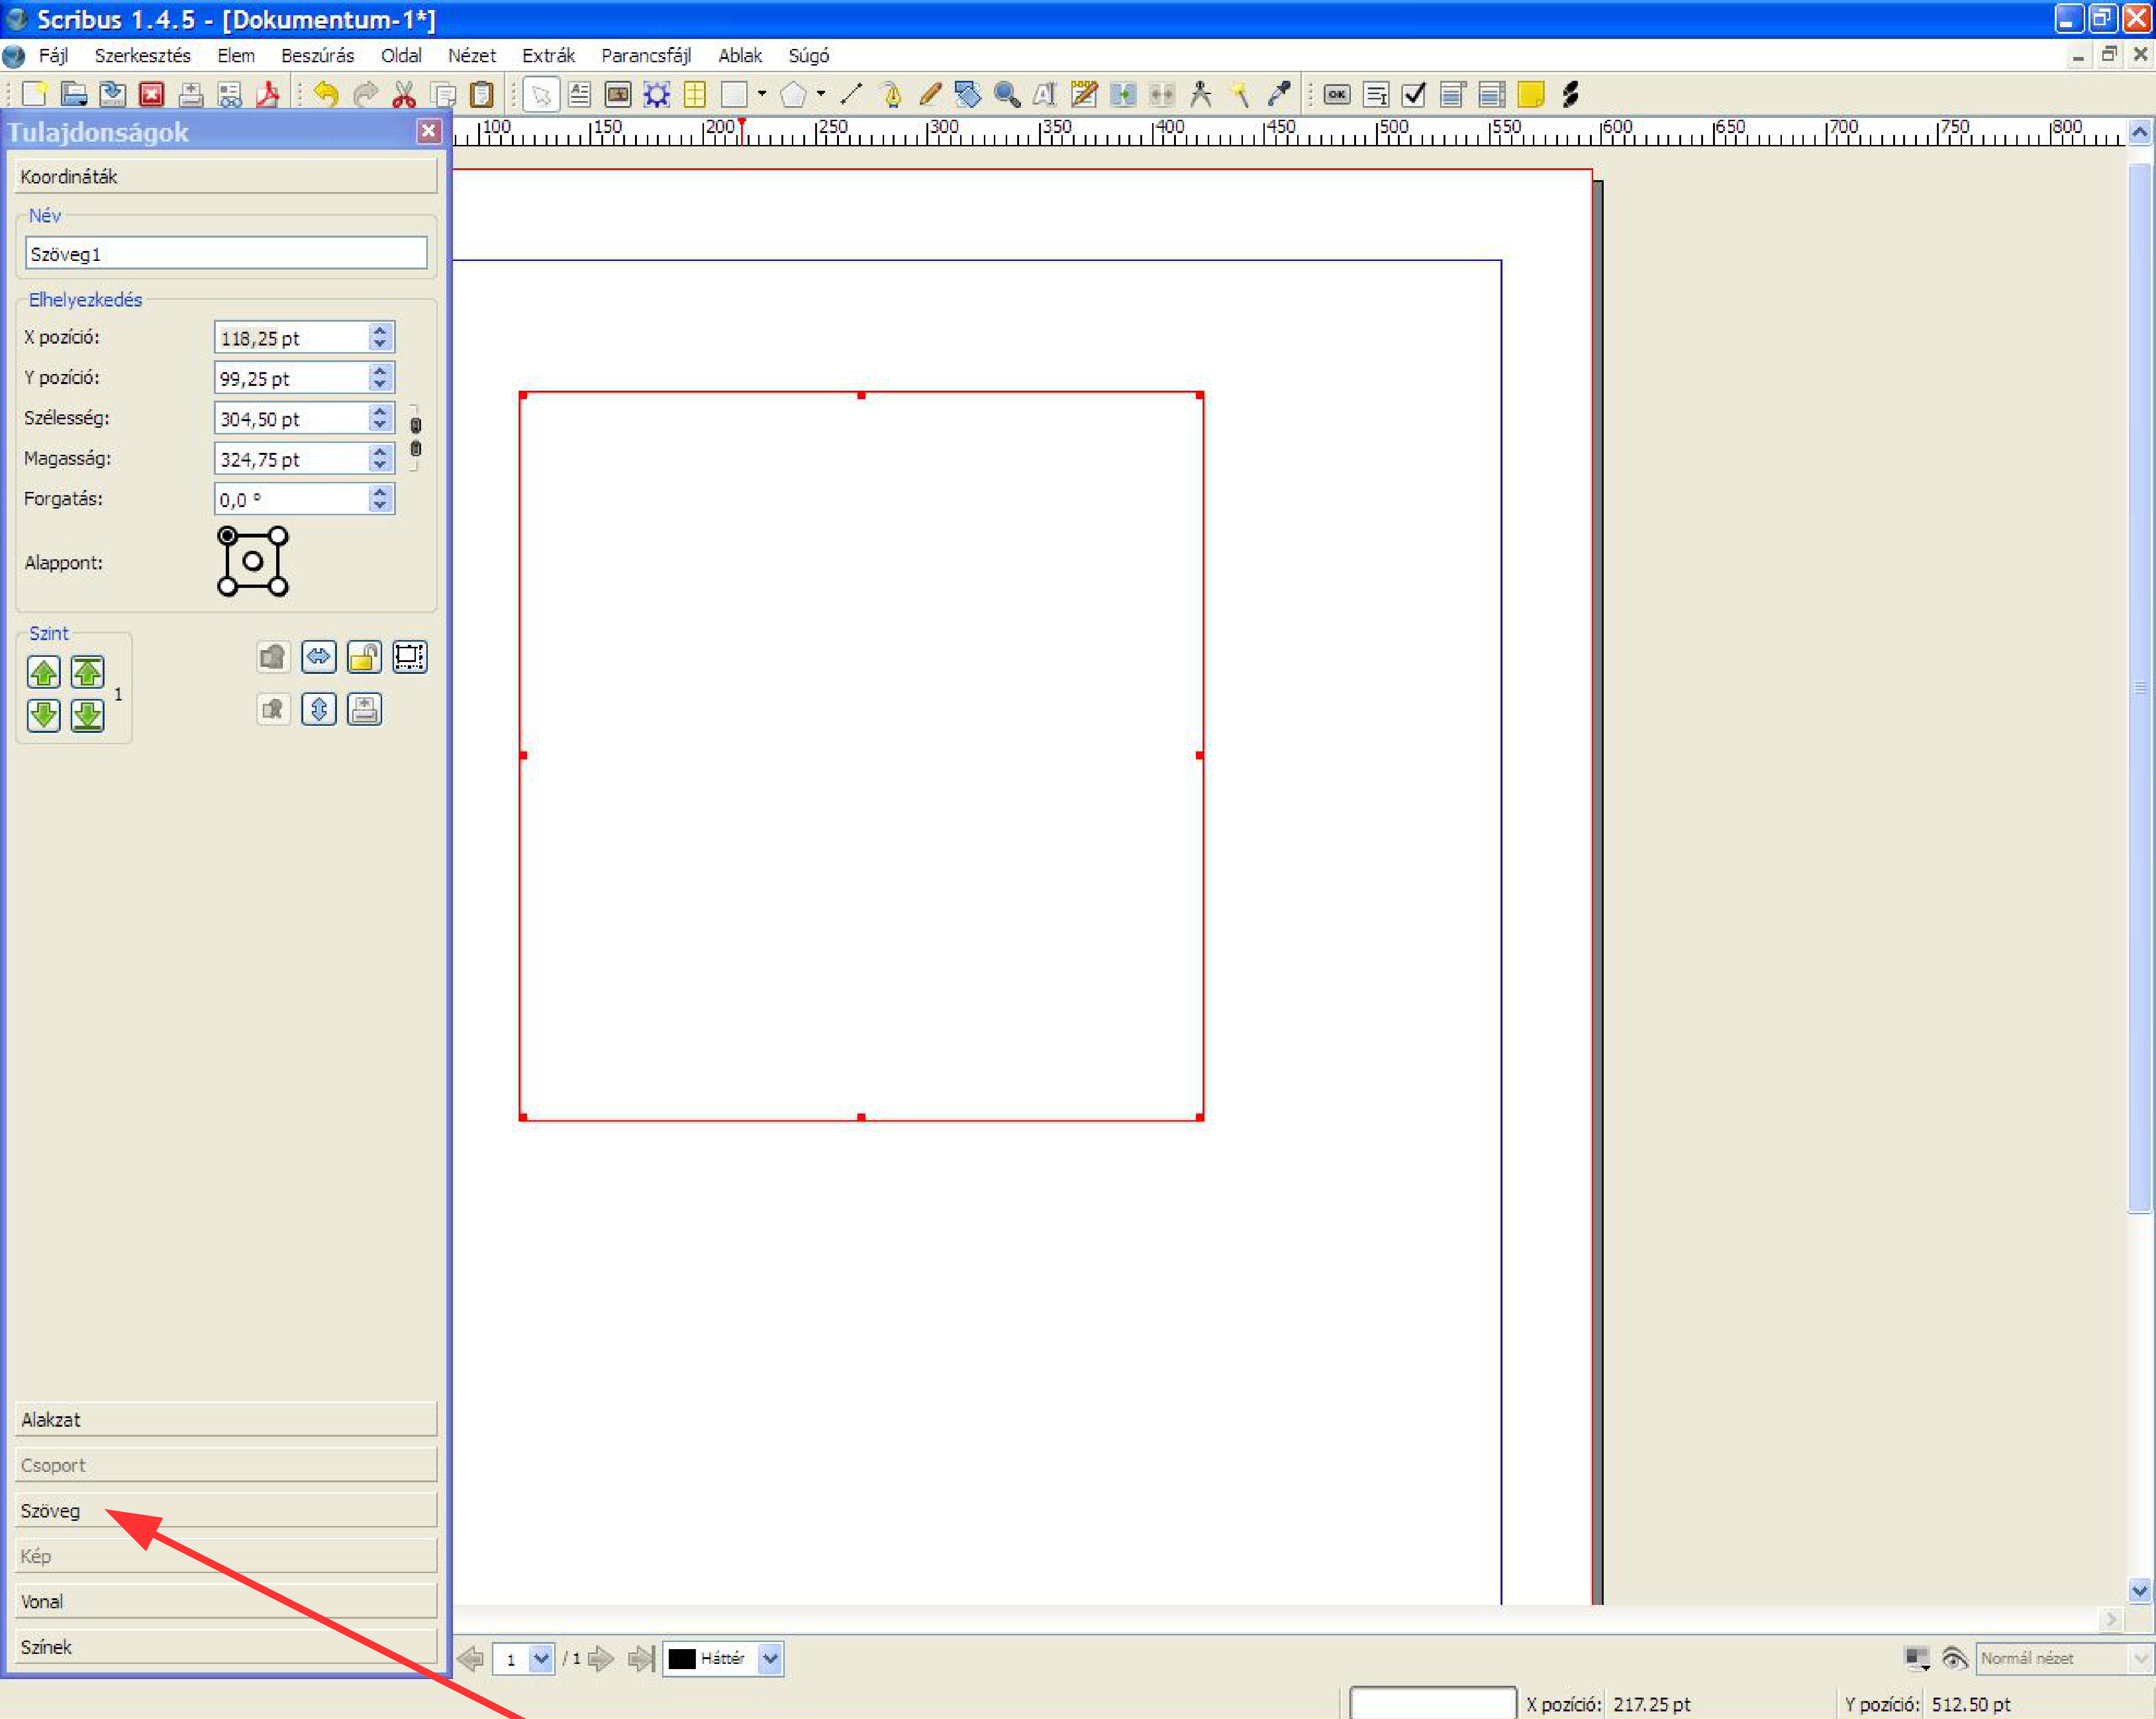 Scribus 1.4.5 - [Dokumentum-1*]
Fájl Szerkesztés Elem Beszúrás Oldal Nézet Extrák Parancsfájl Ablak Súgó
OK
Tulajdonságok
100 150 200 250 300 350 400 450 500 550 600 650 700 750 800
Koordináták
Név
Szöveg1
Elhelyezkedés
X pozíció: 118,25 pt
Y pozíció: 99,25 pt
Szélesség: 304,50 pt
Magasság: 324,75 pt
Forgatás: 0,0 °
Alappont:
Szint
1
Alakzat
Csoport
Szöveg
Kép
Vonal
Színek
1 / 1 Háttér Normál nézet
X pozíció: 217.25 pt Y pozíció: 512.50 pt